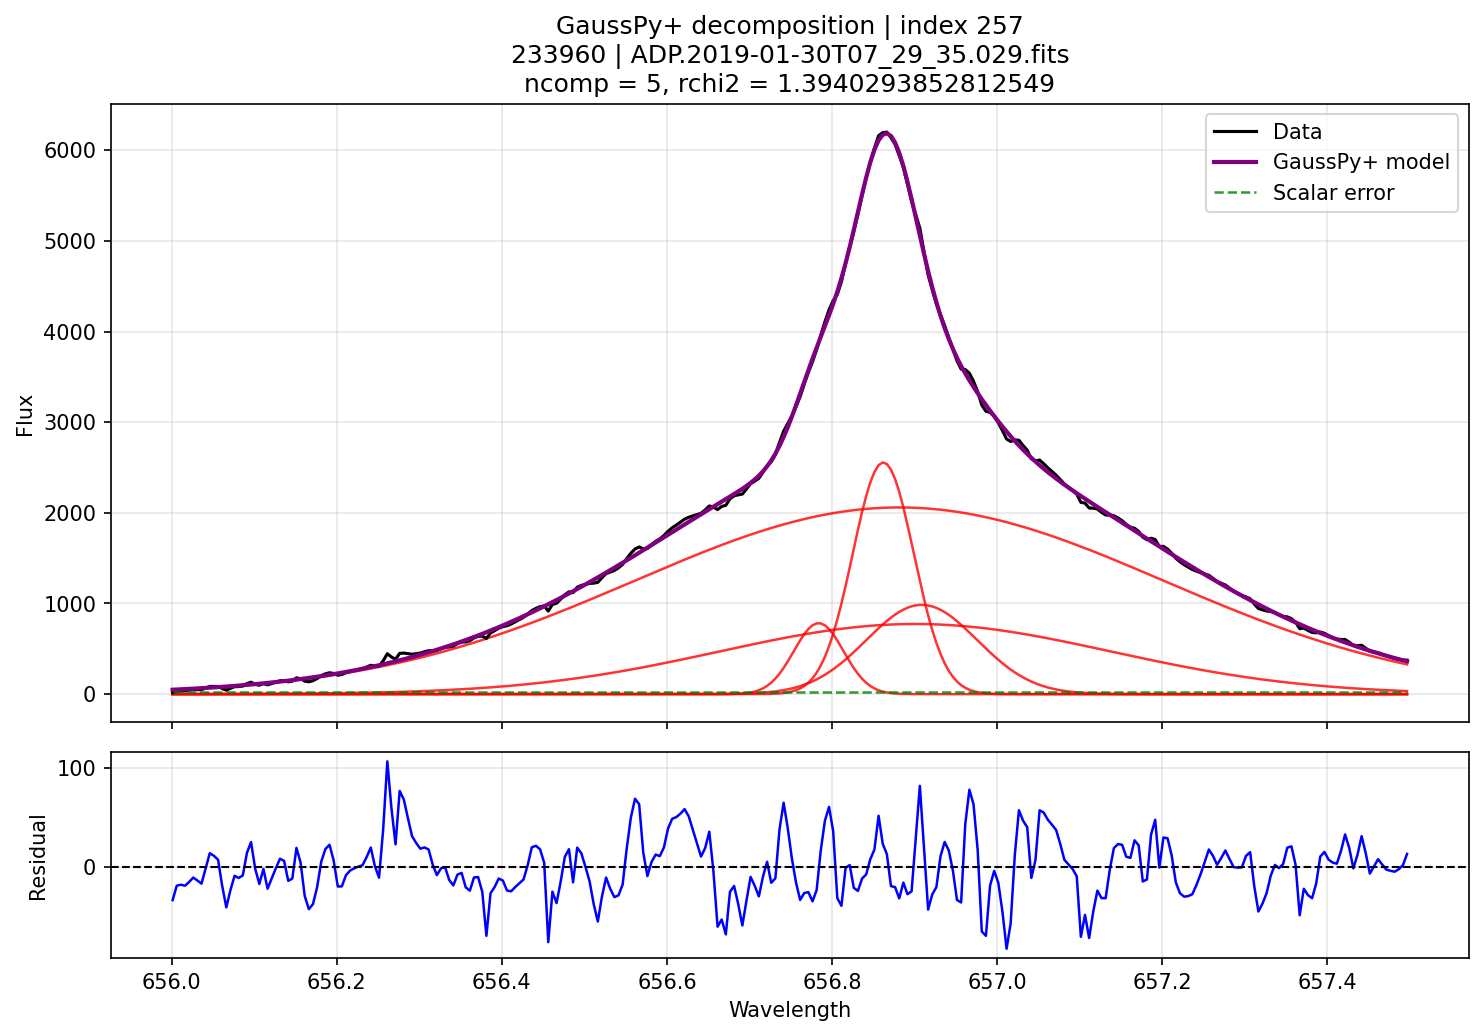 GaussPy+ decomposition | index 257
233960 | ADP.2019-01-30T07_29_35.029.fits
ncomp = 5, rchi2 = 1.3940293852812549
Data
GaussPy+ model
Scalar error
Flux
6000
5000
4000
3000
2000
1000
0
Residual
100
0
656.0 656.2 656.4 656.6 656.8 657.0 657.2 657.4
Wavelength